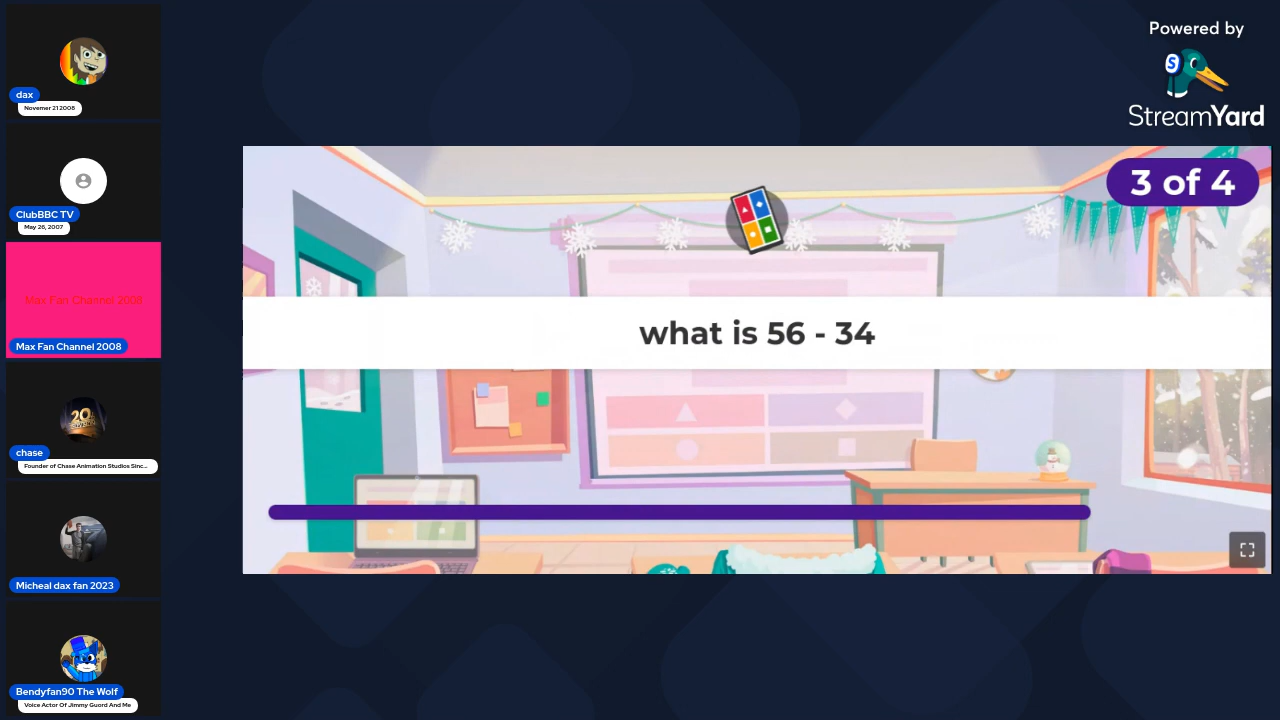 Powered by
StreamYard
dax
Novemer 21 2008
ClubBBC TV
May 26, 2007
Max Fan Channel 2008
Max Fan Channel 2008
chase
Founder of Chase Animation Studios Sinc...
Micheal dax fan 2023
Bendyfan90 The Wolf
Voice Actor Of Jimmy Guord And Me
3 of 4
what is 56 - 34